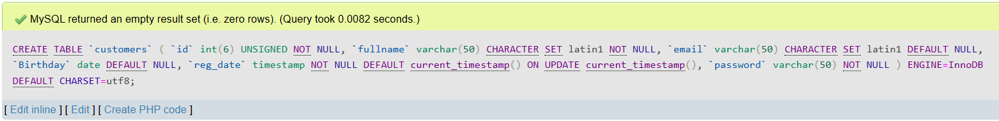 MySQL returned an empty result set (i.e. zero rows). (Query took 0.0082 seconds.)
CREATE TABLE `customers` ( `id` int(6) UNSIGNED NOT NULL, `fullname` varchar(50) CHARACTER SET latin1 NOT NULL, `email` varchar(50) CHARACTER SET latin1 DEFAULT NULL,
`Birthday` date DEFAULT NULL, `reg_date` timestamp NOT NULL DEFAULT current_timestamp() ON UPDATE current_timestamp(), `password` varchar(50) NOT NULL ) ENGINE=InnoDB
DEFAULT CHARSET=utf8;
[ Edit inline ] [ Edit ] [ Create PHP code ]